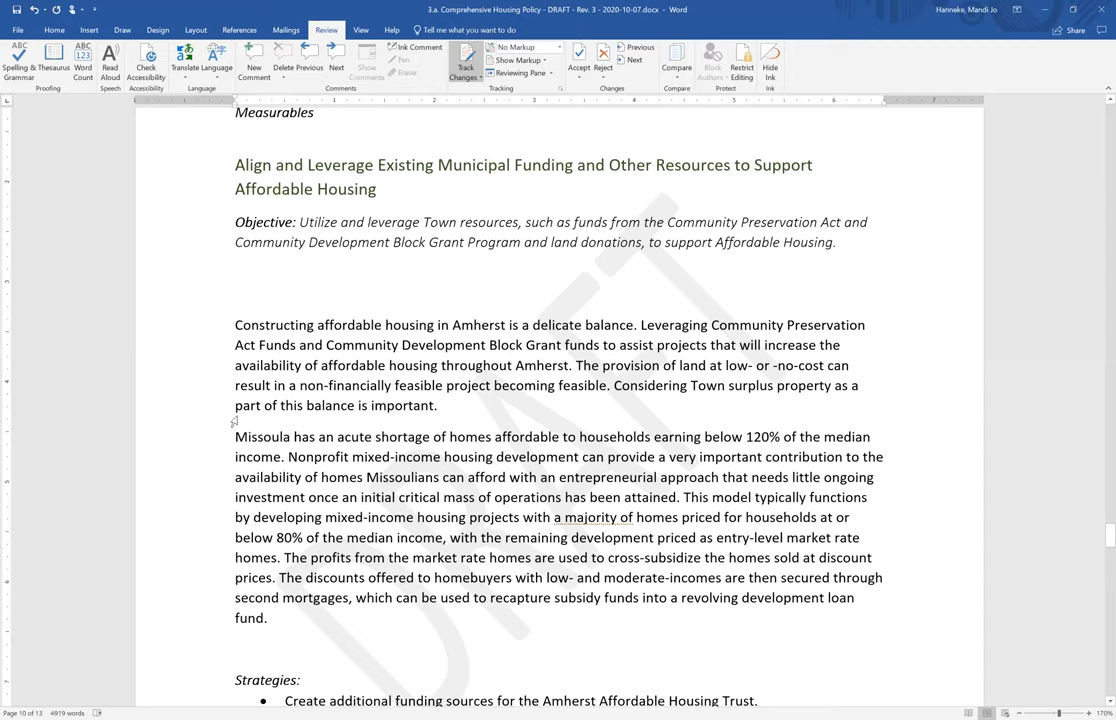 3.a. Comprehensive Housing Policy - DRAFT - Rev. 3 - 2020-10-07.docx - Word
Hanneke, Mandi Jo
File Home Insert Draw Design Layout References Mailings Review View Help Tell me what you want to do
Share
Spelling & Grammar
Thesaurus
Word Count
Read Aloud
Check Accessibility
Translate
Language
New Comment
Delete
Previous
Next
Show Comments
Ink Comment
Pen
Eraser
Track Changes
No Markup
Show Markup
Reviewing Pane
Accept
Reject
Previous
Next
Compare
Block Authors
Restrict Editing
Hide Ink
Proofing Speech Accessibility Language Comments Tracking Changes Compare Protect Ink
Measurables
Align and Leverage Existing Municipal Funding and Other Resources to Support
Affordable Housing
Objective: Utilize and leverage Town resources, such as funds from the Community Preservation Act and
Community Development Block Grant Program and land donations, to support Affordable Housing.
Constructing affordable housing in Amherst is a delicate balance. Leveraging Community Preservation
Act Funds and Community Development Block Grant funds to assist projects that will increase the
availability of affordable housing throughout Amherst. The provision of land at low- or -no-cost can
result in a non-financially feasible project becoming feasible. Considering Town surplus property as a
part of this balance is important.
Missoula has an acute shortage of homes affordable to households earning below 120% of the median
income. Nonprofit mixed-income housing development can provide a very important contribution to the
availability of homes Missoulians can afford with an entrepreneurial approach that needs little ongoing
investment once an initial critical mass of operations has been attained. This model typically functions
by developing mixed-income housing projects with a majority of homes priced for households at or
below 80% of the median income, with the remaining development priced as entry-level market rate
homes. The profits from the market rate homes are used to cross-subsidize the homes sold at discount
prices. The discounts offered to homebuyers with low- and moderate-incomes are then secured through
second mortgages, which can be used to recapture subsidy funds into a revolving development loan
fund.
Strategies:
• Create additional funding sources for the Amherst Affordable Housing Trust.
DRAFT
Page 10 of 13 4919 words
170%